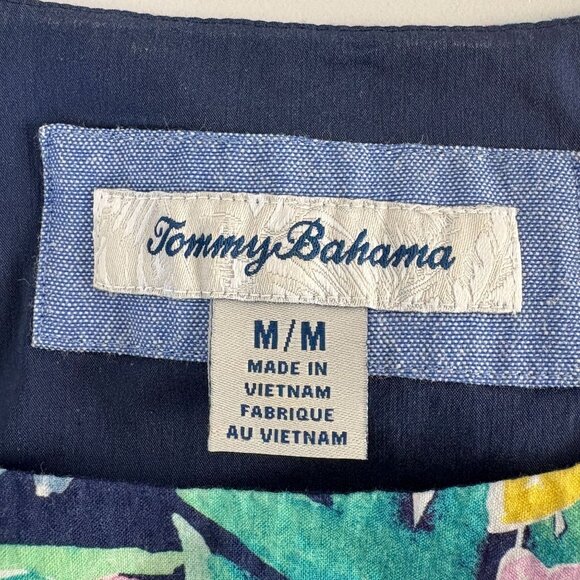 Tommy Bahama
M/M
MADE IN
VIETNAM
FABRIQUE
AU VIETNAM